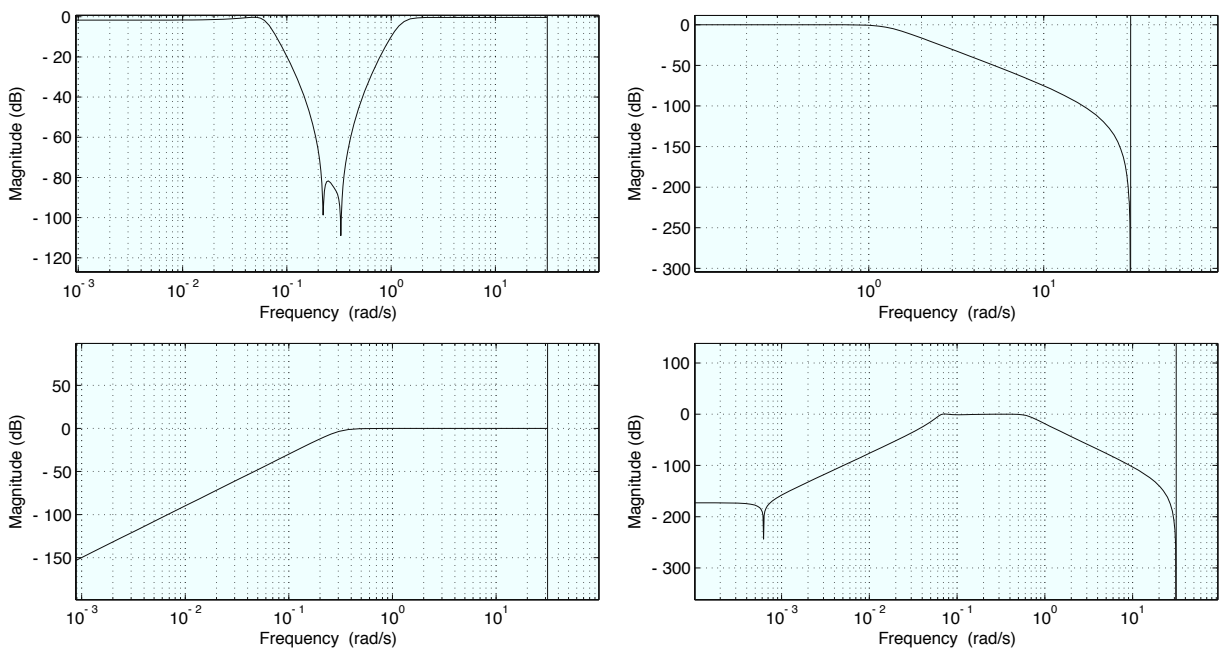 0
- 20
- 40
- 60
- 80
- 100
- 120
Magnitude (dB)
10^-3 10^-2 10^-1 10^0 10^1
Frequency (rad/s)
0
- 50
- 100
- 150
- 200
- 250
- 300
Magnitude (dB)
10^0 10^1
Frequency (rad/s)
50
0
- 50
- 100
- 150
Magnitude (dB)
10^-3 10^-2 10^-1 10^0 10^1
Frequency (rad/s)
100
0
- 100
- 200
- 300
Magnitude (dB)
10^-3 10^-2 10^-1 10^0 10^1
Frequency (rad/s)